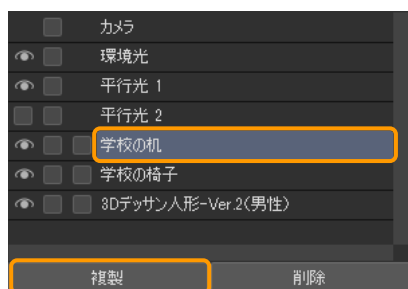 カメラ
環境光
平行光 1
平行光 2
学校の机
学校の椅子
3Dデッサン人形-Ver.2(男性)
複製 削除